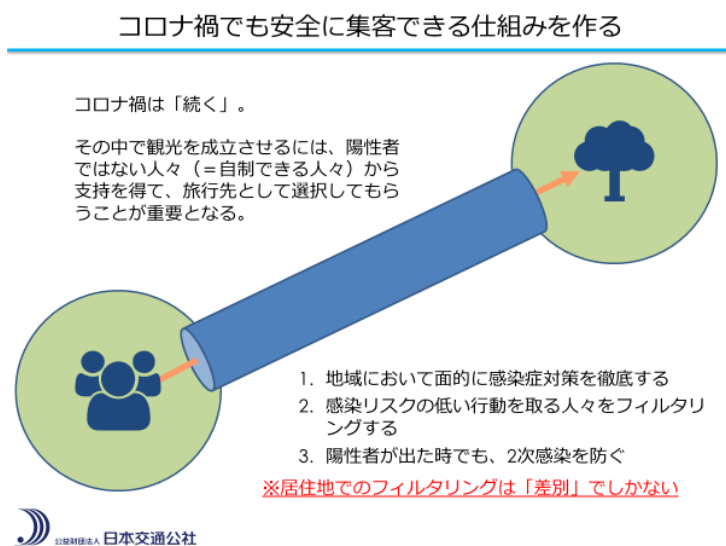 コロナ禍でも安全に集客できる仕組みを作る
コロナ禍は「続く」。
その中で観光を成立させるには、陽性者
ではない人々（＝自制できる人々）から
支持を得て、旅行先として選択してもら
うことが重要となる。
1. 地域において面的に感染症対策を徹底する
2. 感染リスクの低い行動を取る人々をフィルタリ
ングする
3. 陽性者が出た時でも、2次感染を防ぐ
※居住地でのフィルタリングは「差別」でしかない
公益財団法人 日本交通公社